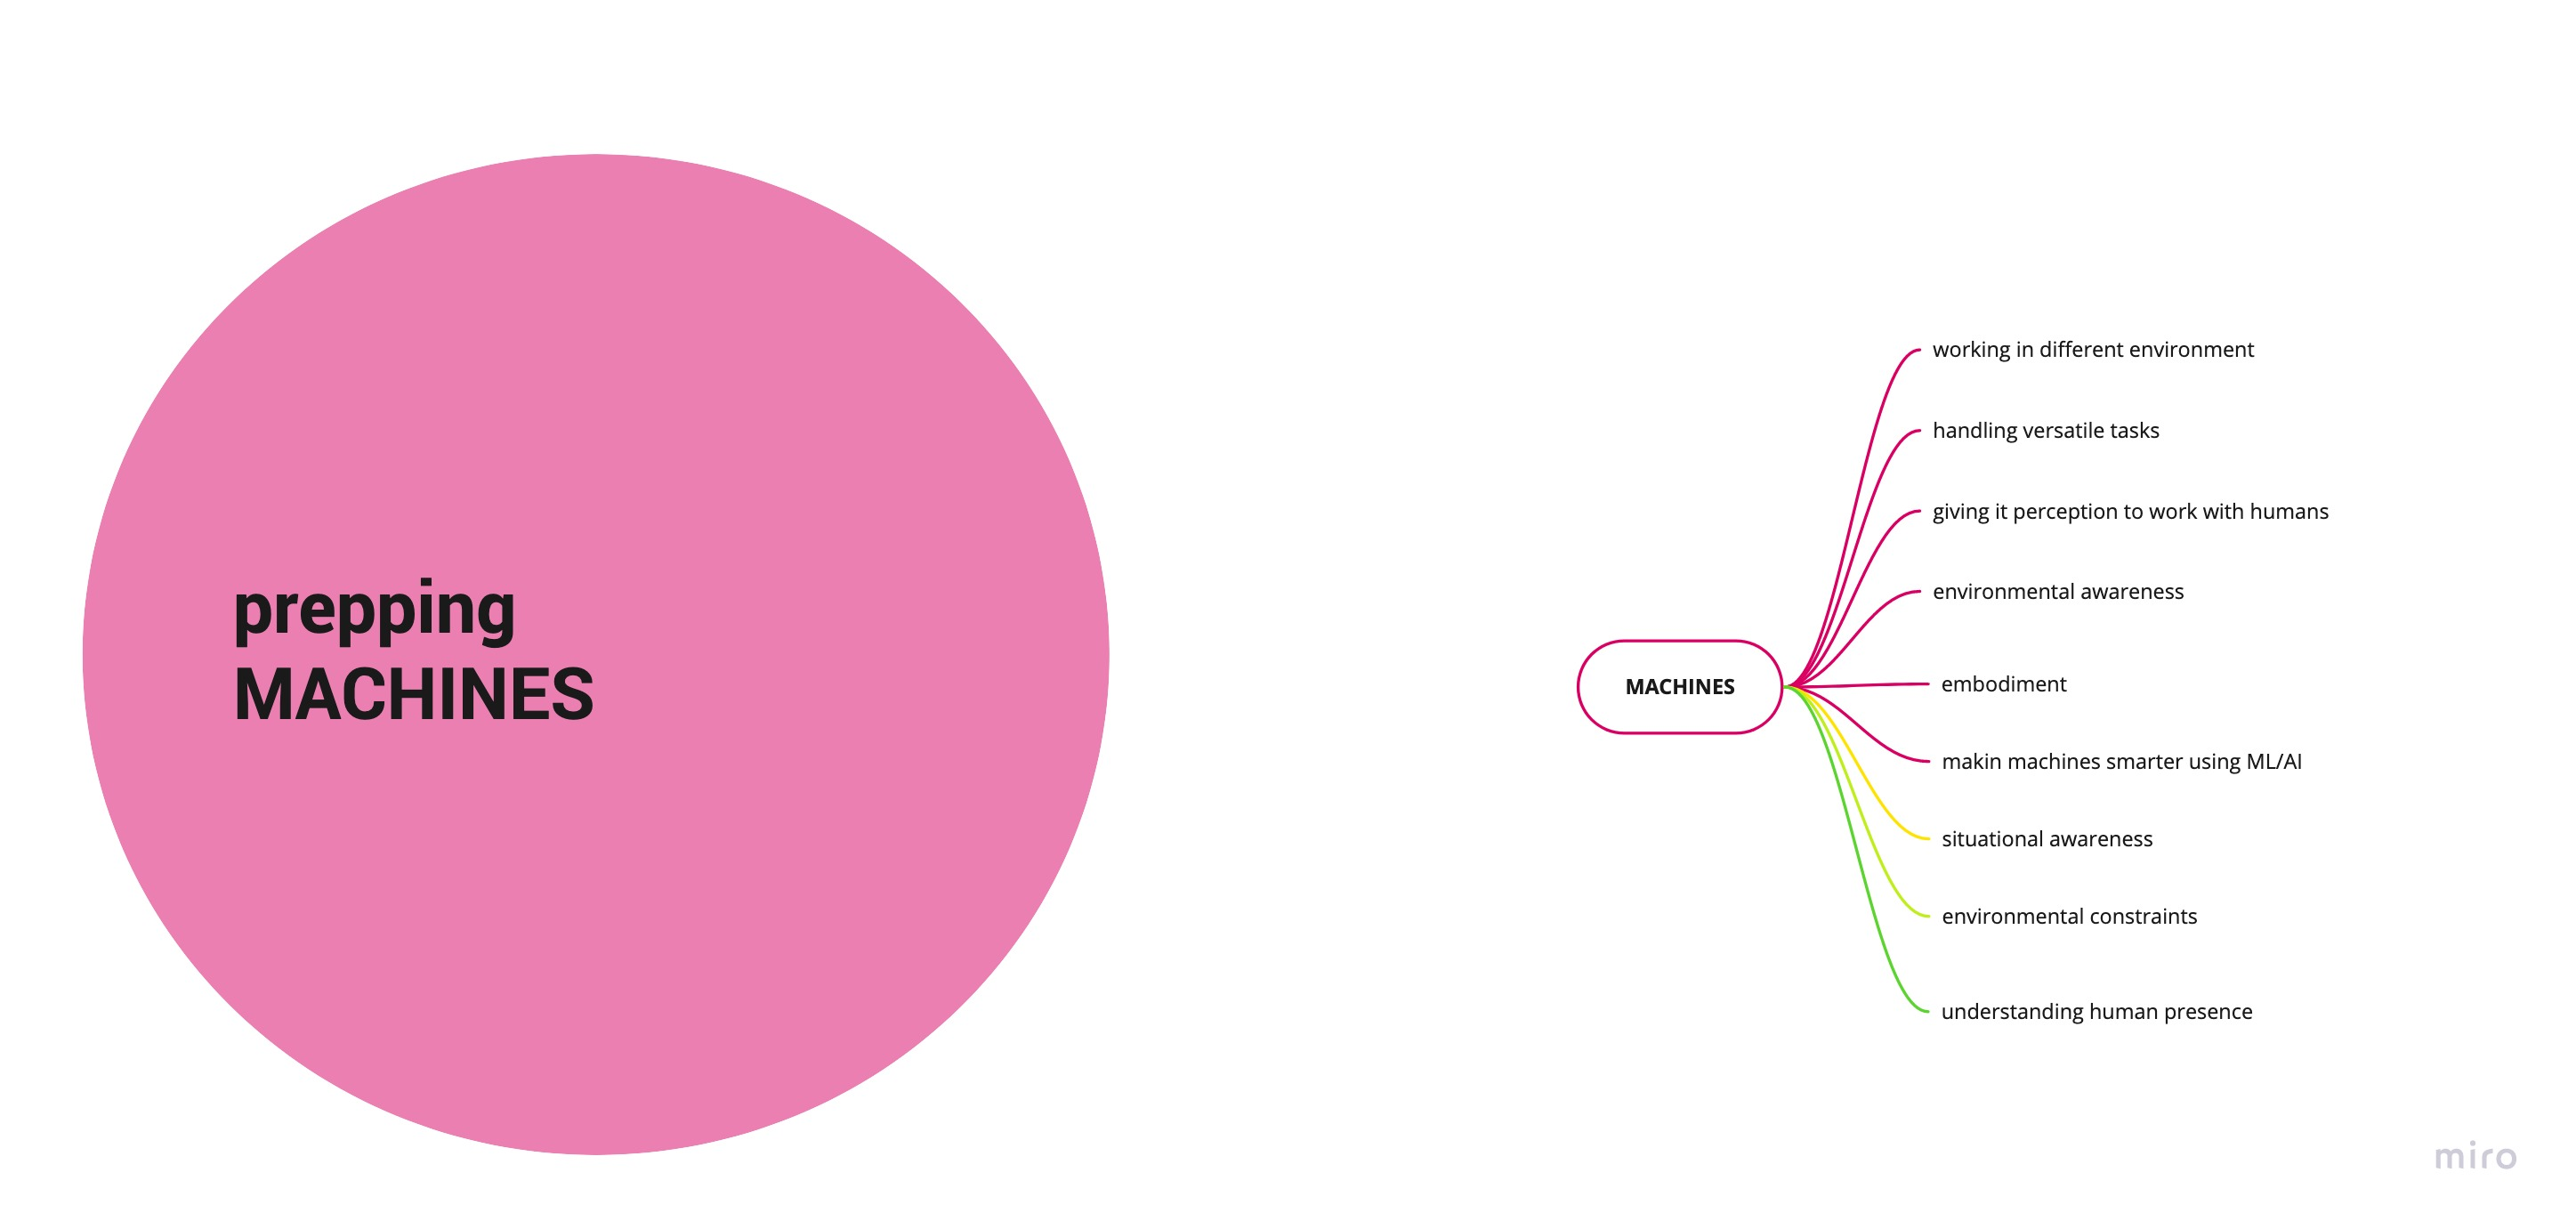 prepping
MACHINES
MACHINES
working in different environment
handling versatile tasks
giving it perception to work with humans
environmental awareness
embodiment
makin machines smarter using ML/AI
situational awareness
environmental constraints
understanding human presence
miro